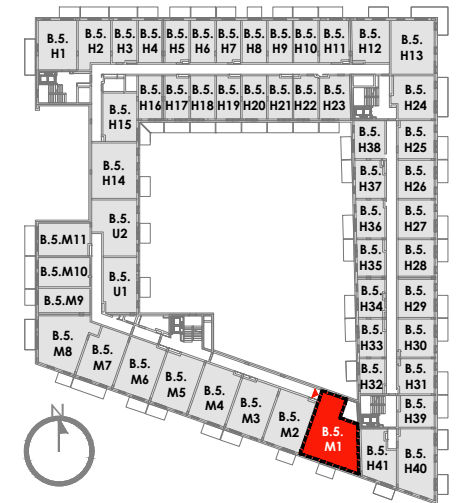 B.5.
H1
B.5.
H2
B.5.
H3
B.5.
H4
B.5.
H5
B.5.
H6
B.5.
H7
B.5.
H8
B.5.
H9
B.5.
H10
B.5.
H11
B.5.
H12
B.5.
H13
B.5.
H16
B.5.
H17
B.5.
H18
B.5.
H19
B.5.
H20
B.5.
H21
B.5.
H22
B.5.
H23
B.5.
H24
B.5.
H15
B.5.
H38
B.5.
H25
B.5.
H14
B.5.
H37
B.5.
H26
B.5.
U2
B.5.
H36
B.5.
H27
B.5.M11
B.5.
H35
B.5.
H28
B.5.M10
B.5.
U1
B.5.
H34
B.5.
H29
B.5.M9
B.5.
H33
B.5.
H30
B.5.
M8
B.5.
M7
B.5.
M6
B.5.
M5
B.5.
M4
B.5.
M3
B.5.
M2
B.5.
M1
B.5.
H32
B.5.
H31
B.5.
H39
B.5.
H41
B.5.
H40
N